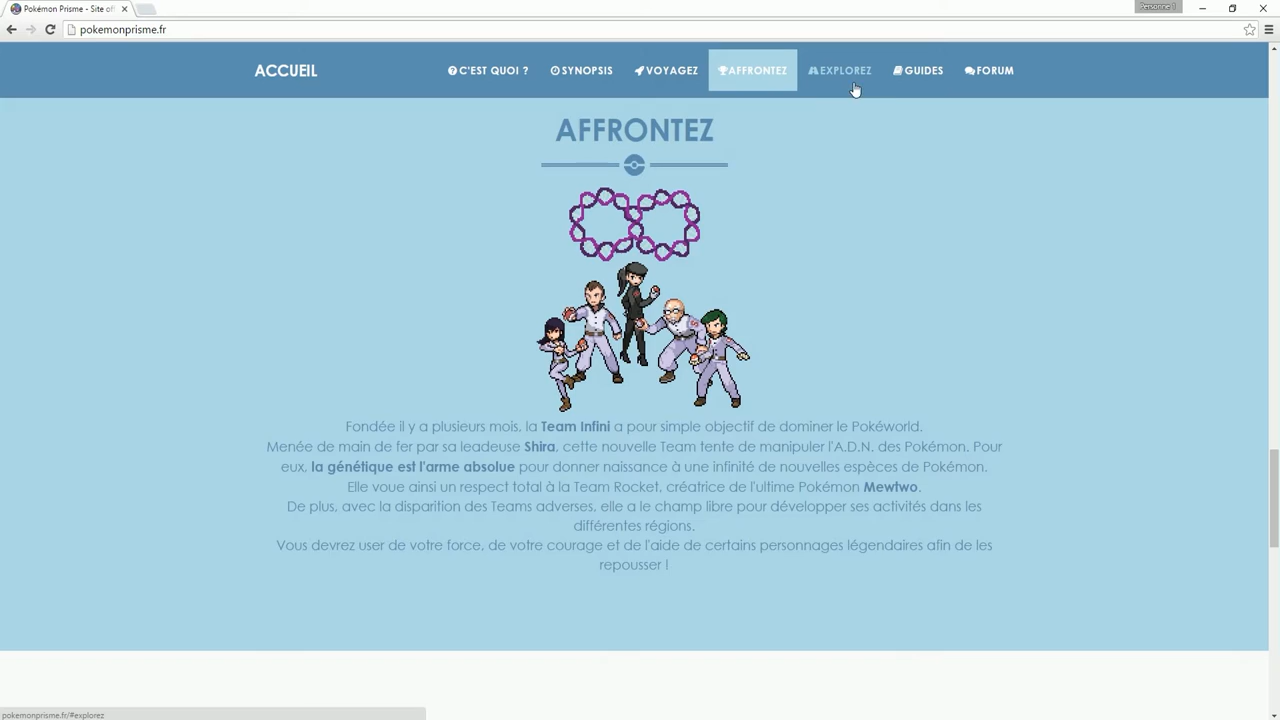 Pokémon Prisme - Site of
Personne 1
pokemonprisme.fr
ACCUEIL
C'EST QUOI ?
SYNOPSIS
VOYAGEZ
AFFRONTEZ
EXPLOREZ
GUIDES
FORUM
AFFRONTEZ
Fondée il y a plusieurs mois, la Team Infini a pour simple objectif de dominer le Pokéworld.
Menée de main de fer par sa leadeuse Shira, cette nouvelle Team tente de manipuler l'A.D.N. des Pokémon. Pour
eux, la génétique est l'arme absolue pour donner naissance à une infinité de nouvelles espèces de Pokémon.
Elle voue ainsi un respect total à la Team Rocket, créatrice de l'ultime Pokémon Mewtwo.
De plus, avec la disparition des Teams adverses, elle a le champ libre pour développer ses activités dans les
différentes régions.
Vous devrez user de votre force, de votre courage et de l'aide de certains personnages légendaires afin de les
repousser !
pokemonprisme.fr/#explorez